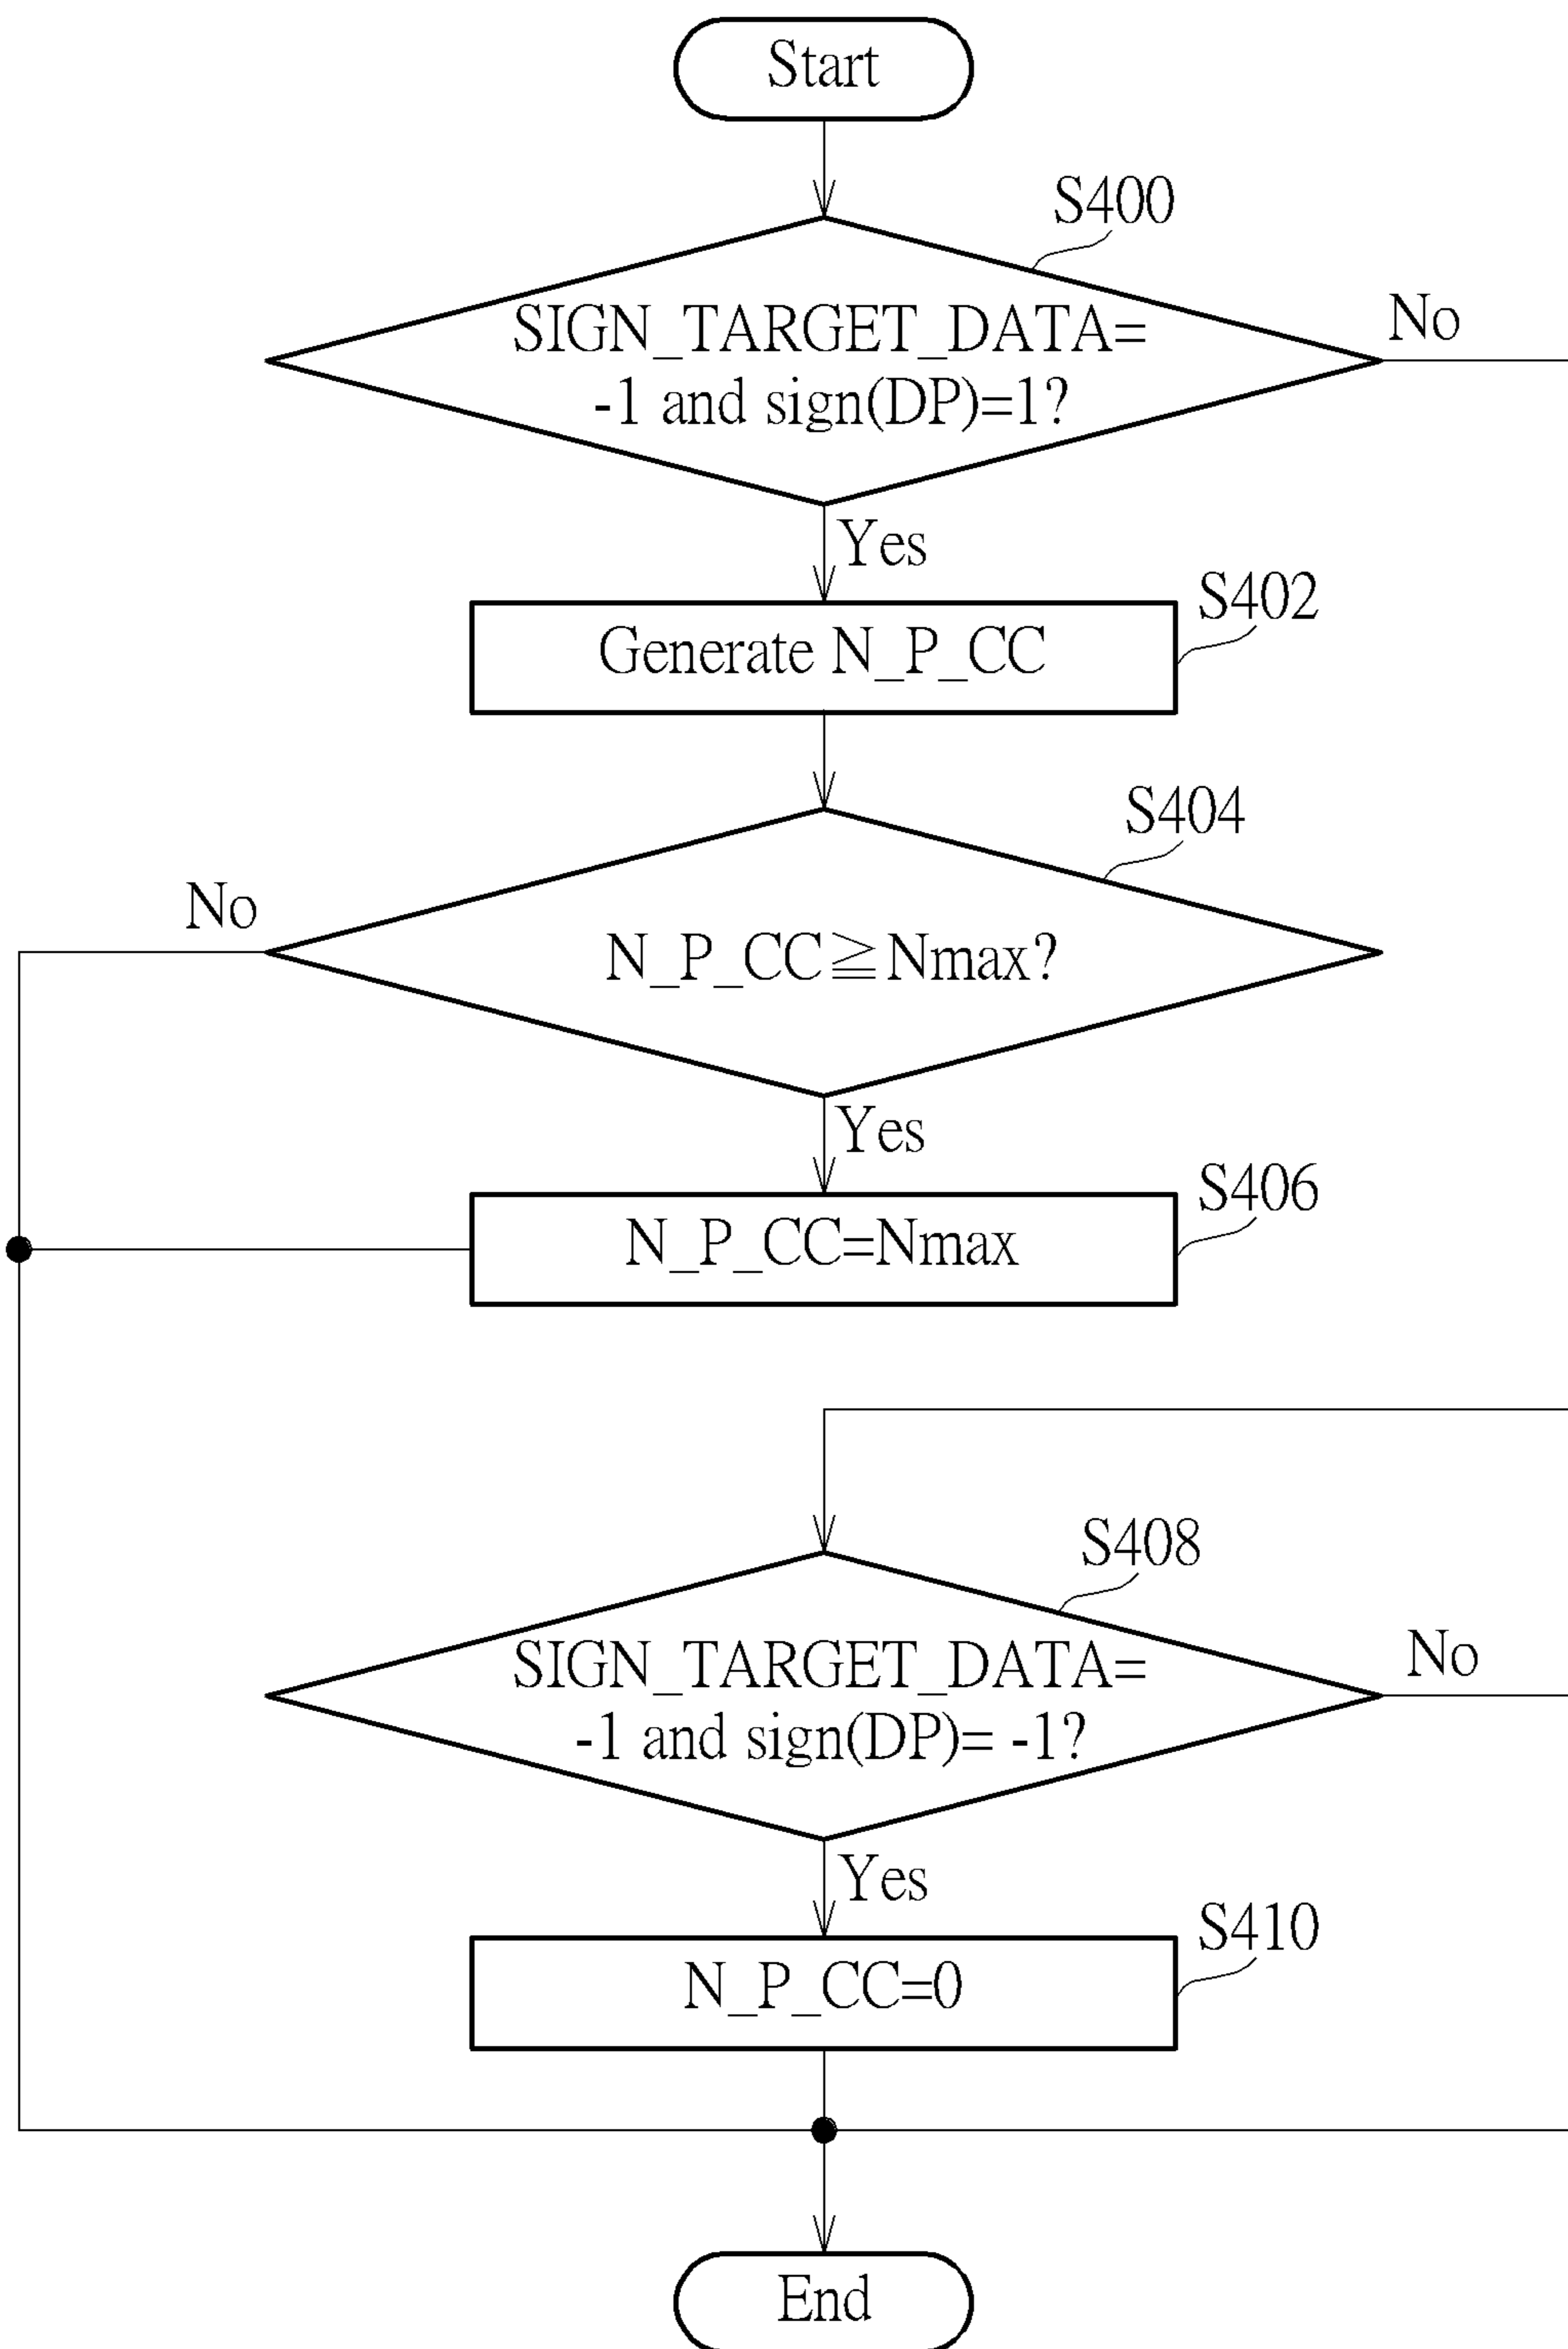 Start
S400
SIGN_TARGET_DATA=
-1 and sign(DP)=1?
No
Yes
S402
Generate N_P_CC
S404
No
N_P_CC≧Nmax?
Yes
S406
N_P_CC=Nmax
S408
SIGN_TARGET_DATA=
-1 and sign(DP)= -1?
No
Yes
S410
N_P_CC=0
End